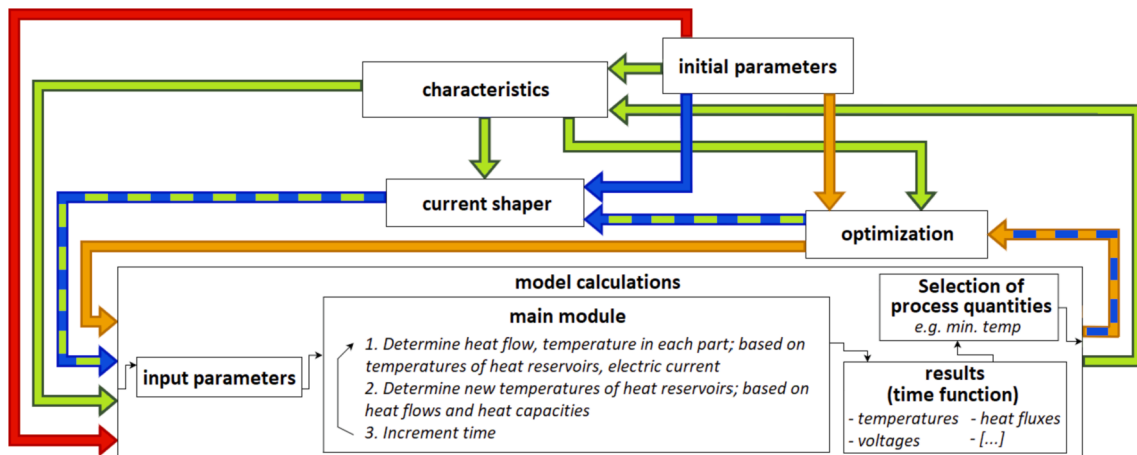 initial parameters
characteristics
current shaper
optimization
model calculations
Selection of
process quantities
e.g. min. temp
main module
1. Determine heat flow, temperature in each part; based on
temperatures of heat reservoirs, electric current
2. Determine new temperatures of heat reservoirs; based on
heat flows and heat capacities
3. Increment time
input parameters
results
(time function)
- temperatures - heat fluxes
- voltages - [...]